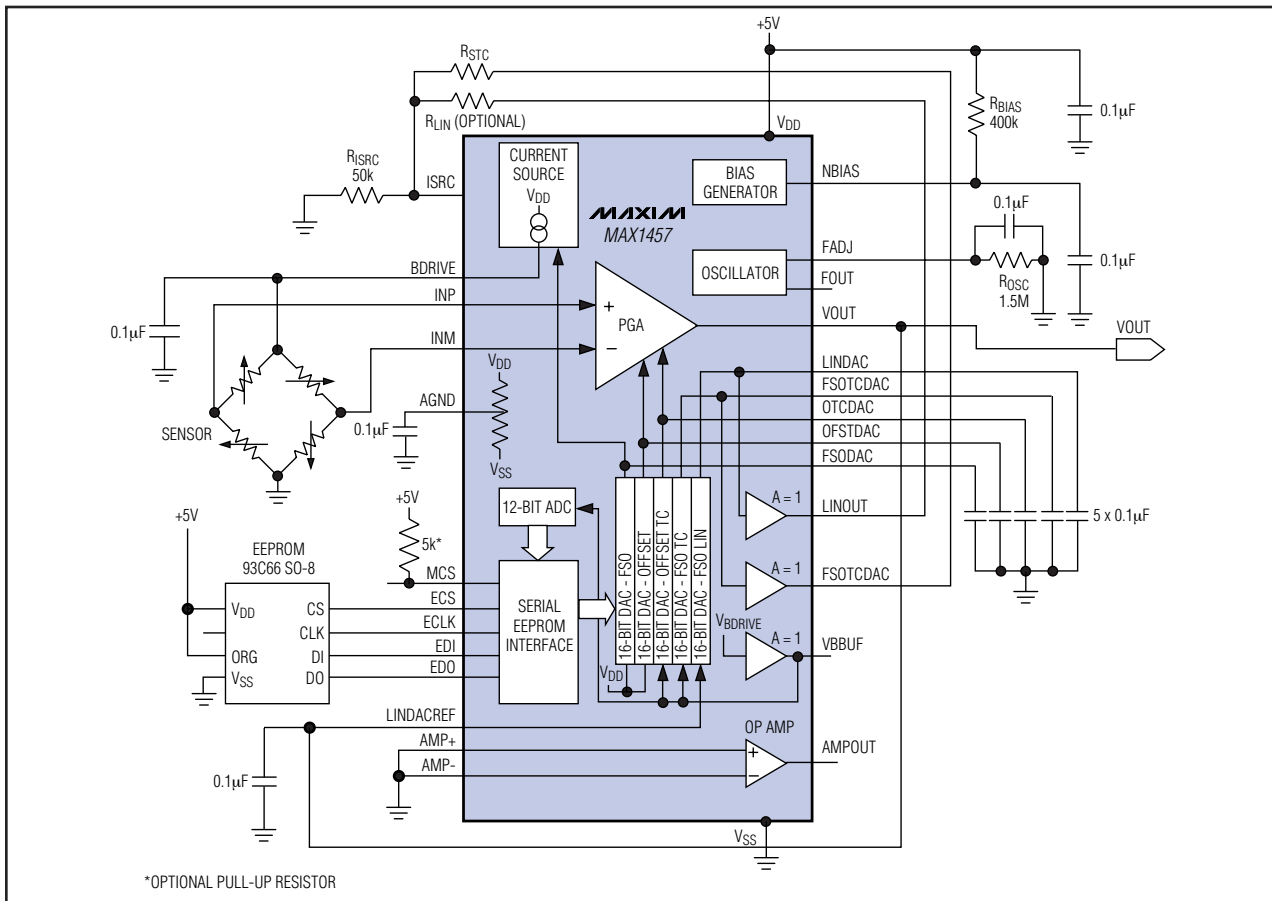 +5V
RSTC
RLIN (OPTIONAL)
VDD
RBIAS
400k
0.1µF
RISRC
50k
ISRC
CURRENT
SOURCE
VDD
BIAS
GENERATOR
NBIAS
MAXIM
MAX1457
0.1µF
FADJ
OSCILLATOR
FOUT
ROSC
1.5M
0.1µF
BDRIVE
INP
INM
0.1µF
+
PGA
−
VOUT
VOUT
LINDAC
FSOTCDAC
OTCDAC
OFSTDAC
FSODAC
VDD
AGND
0.1µF
VSS
SENSOR
12-BIT ADC
A = 1
LINOUT
5 x 0.1µF
+5V
5k*
+5V
EEPROM
93C66 SO-8
MCS
ECS
ECLK
EDI
EDO
VDD
CS
CLK
ORG
DI
VSS
DO
SERIAL
EEPROM
INTERFACE
16-BIT DAC - FSO
16-BIT DAC - OFFSET
16-BIT DAC - OFFSET TC
16-BIT DAC - FSO TC
16-BIT DAC - FSO LIN
A = 1
FSOTCDAC
VBDRIVE
A = 1
VBBUF
VDD
LINDACREF
OP AMP
AMP+
AMP-
+
−
AMPOUT
0.1µF
VSS
*OPTIONAL PULL-UP RESISTOR